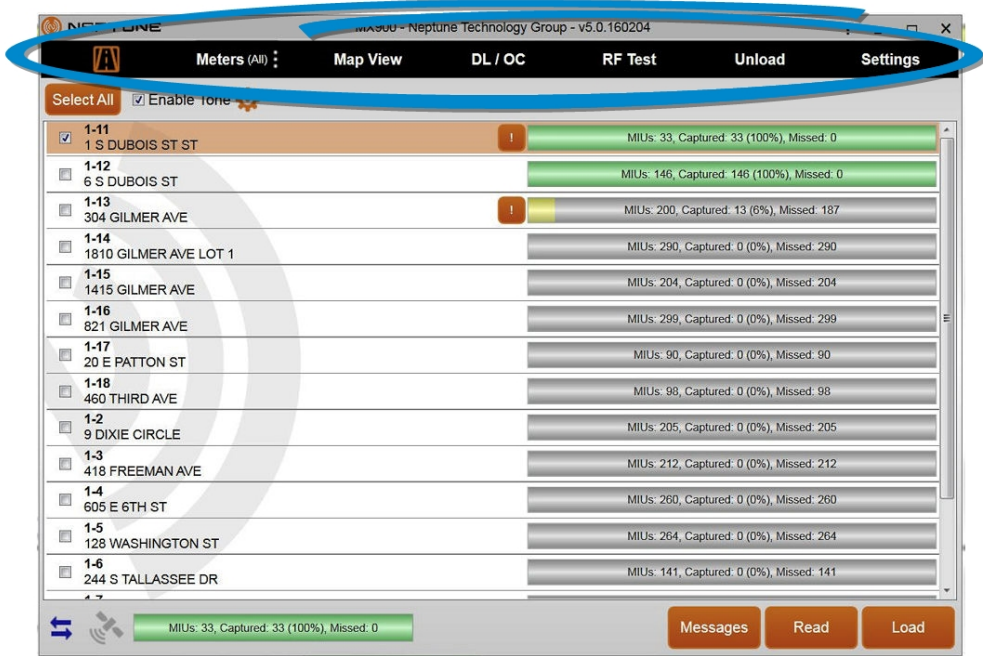 NEPTUNE
MX900 - Neptune Technology Group - v5.0.160204
Meters (All)
Map View
DL / OC
RF Test
Unload
Settings
Select All
Enable Tone
1-11
1 S DUBOIS ST ST
!
MIUs: 33, Captured: 33 (100%), Missed: 0
1-12
6 S DUBOIS ST
MIUs: 146, Captured: 146 (100%), Missed: 0
1-13
304 GILMER AVE
!
MIUs: 200, Captured: 13 (6%), Missed: 187
1-14
1810 GILMER AVE LOT 1
MIUs: 290, Captured: 0 (0%), Missed: 290
1-15
1415 GILMER AVE
MIUs: 204, Captured: 0 (0%), Missed: 204
1-16
821 GILMER AVE
MIUs: 299, Captured: 0 (0%), Missed: 299
1-17
20 E PATTON ST
MIUs: 90, Captured: 0 (0%), Missed: 90
1-18
460 THIRD AVE
MIUs: 98, Captured: 0 (0%), Missed: 98
1-2
9 DIXIE CIRCLE
MIUs: 205, Captured: 0 (0%), Missed: 205
1-3
418 FREEMAN AVE
MIUs: 212, Captured: 0 (0%), Missed: 212
1-4
605 E 6TH ST
MIUs: 260, Captured: 0 (0%), Missed: 260
1-5
128 WASHINGTON ST
MIUs: 264, Captured: 0 (0%), Missed: 264
1-6
244 S TALLASSEE DR
MIUs: 141, Captured: 0 (0%), Missed: 141
1-7
MIUs: 33, Captured: 33 (100%), Missed: 0
Messages
Read
Load